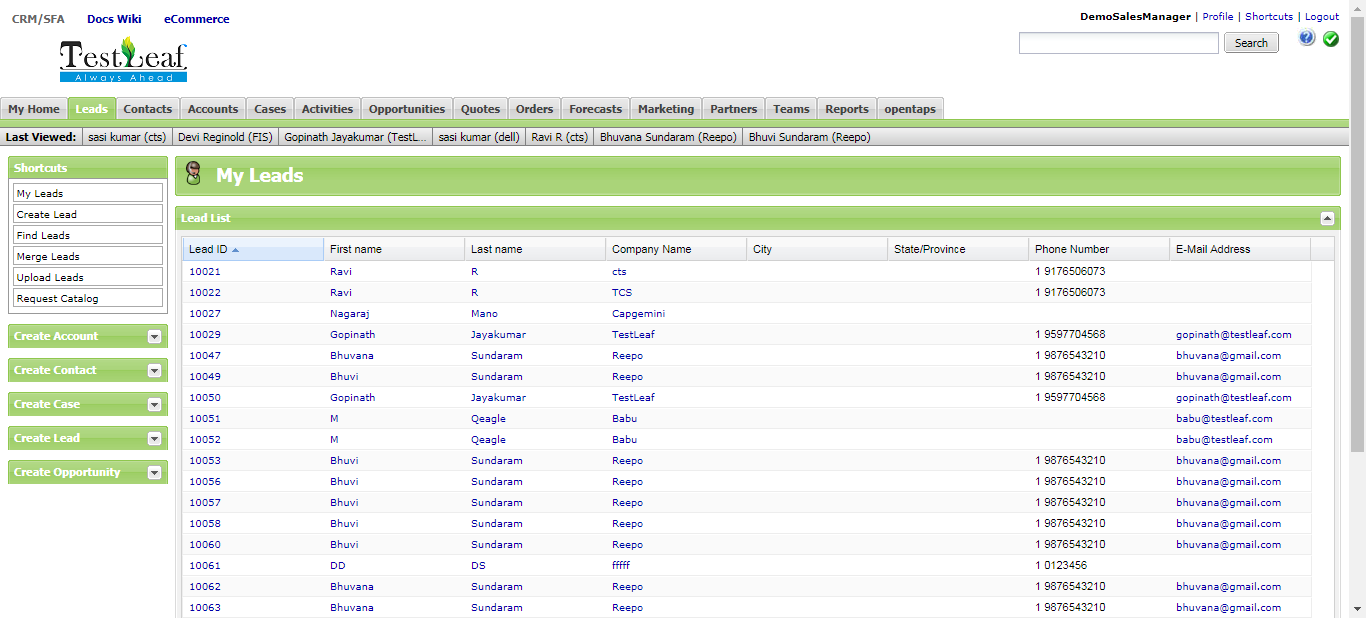 CRM/SFA Docs Wiki eCommerce
DemoSalesManager | Profile | Shortcuts | Logout
TestLeaf
Always Ahead
Search
My Home Leads Contacts Accounts Cases Activities Opportunities Quotes Orders Forecasts Marketing Partners Teams Reports opentaps
Last Viewed: sasi kumar (cts) Devi Reginold (FIS) Gopinath Jayakumar (TestL... sasi kumar (dell) Ravi R (cts) Bhuvana Sundaram (Reepo) Bhuvi Sundaram (Reepo)
Shortcuts
My Leads
Create Lead
Find Leads
Merge Leads
Upload Leads
Request Catalog
Create Account
Create Contact
Create Case
Create Lead
Create Opportunity
My Leads
Lead List
Lead ID First name Last name Company Name City State/Province Phone Number E-Mail Address
10021 Ravi R cts 1 9176506073
10022 Ravi R TCS 1 9176506073
10027 Nagaraj Mano Capgemini
10029 Gopinath Jayakumar TestLeaf 1 9597704568 gopinath@testleaf.com
10047 Bhuvana Sundaram Reepo 1 9876543210 bhuvana@gmail.com
10049 Bhuvi Sundaram Reepo 1 9876543210 bhuvana@gmail.com
10050 Gopinath Jayakumar TestLeaf 1 9597704568 gopinath@testleaf.com
10051 M Qeagle Babu babu@testleaf.com
10052 M Qeagle Babu babu@testleaf.com
10053 Bhuvi Sundaram Reepo 1 9876543210 bhuvana@gmail.com
10056 Bhuvi Sundaram Reepo 1 9876543210 bhuvana@gmail.com
10057 Bhuvi Sundaram Reepo 1 9876543210 bhuvana@gmail.com
10058 Bhuvi Sundaram Reepo 1 9876543210 bhuvana@gmail.com
10060 Bhuvi Sundaram Reepo 1 9876543210 bhuvana@gmail.com
10061 DD DS fffff 1 0123456
10062 Bhuvana Sundaram Reepo 1 9876543210 bhuvana@gmail.com
10063 Bhuvana Sundaram Reepo 1 9876543210 bhuvana@gmail.com